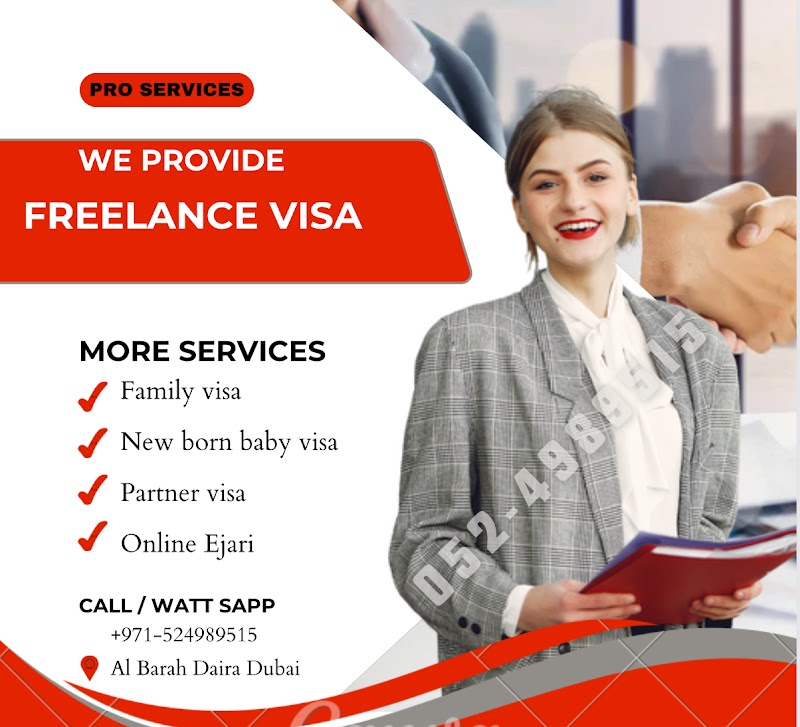 PRO SERVICES
WE PROVIDE
FREELANCE VISA
MORE SERVICES
Family visa
New born baby visa
Partner visa
Online Ejari
CALL / WATT SAPP
+971-524989515
Al Barah Daira Dubai
052-4989515